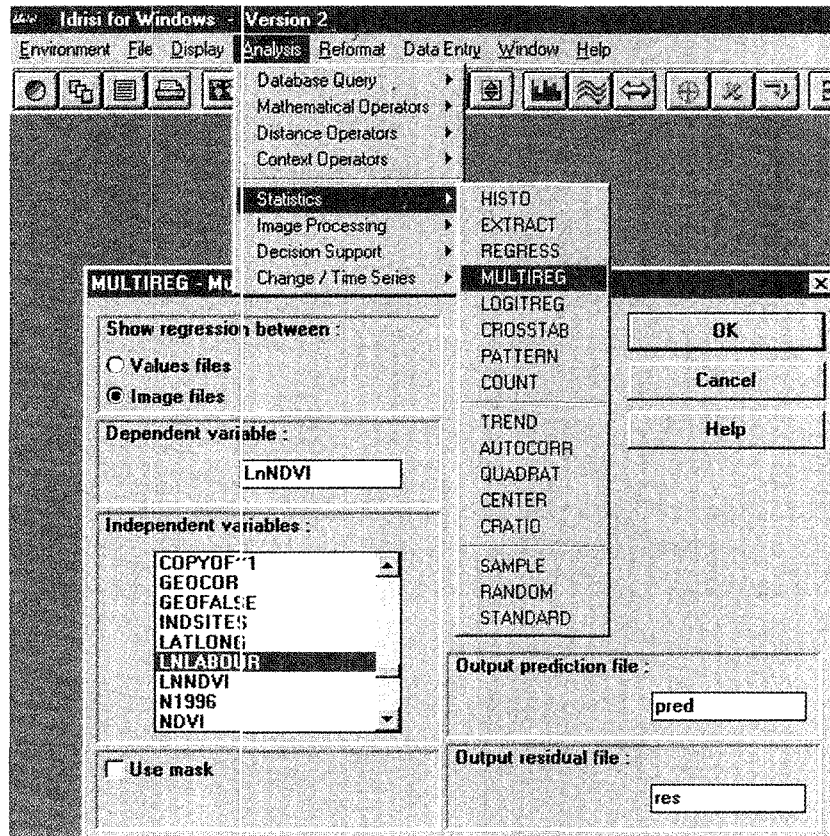 Idrisi for Windows - Version 2
Environment File Display Analysis Reformat Data Entry Window Help
Database Query
Mathematical Operators
Distance Operators
Context Operators
Statistics
Image Processing
Decision Support
Change / Time Series
HISTO
EXTRACT
REGRESS
MULTIREG
LOGITREG
CROSSTAB
PATTERN
COUNT
TREND
AUTOCORR
QUADRAT
CENTER
CRATIO
SAMPLE
RANDOM
STANDARD
MULTIREG - Mu
Show regression between :
Values files
Image files
OK
Cancel
Help
Dependent variable :
LnNDVI
Independent variables :
COPYOF~1
GEOCOR
GEOFALSE
INDSITES
LATLONG
LNLABOUR
LNNDVI
N1996
NDVI
Output prediction file :
pred
Use mask
Output residual file :
res